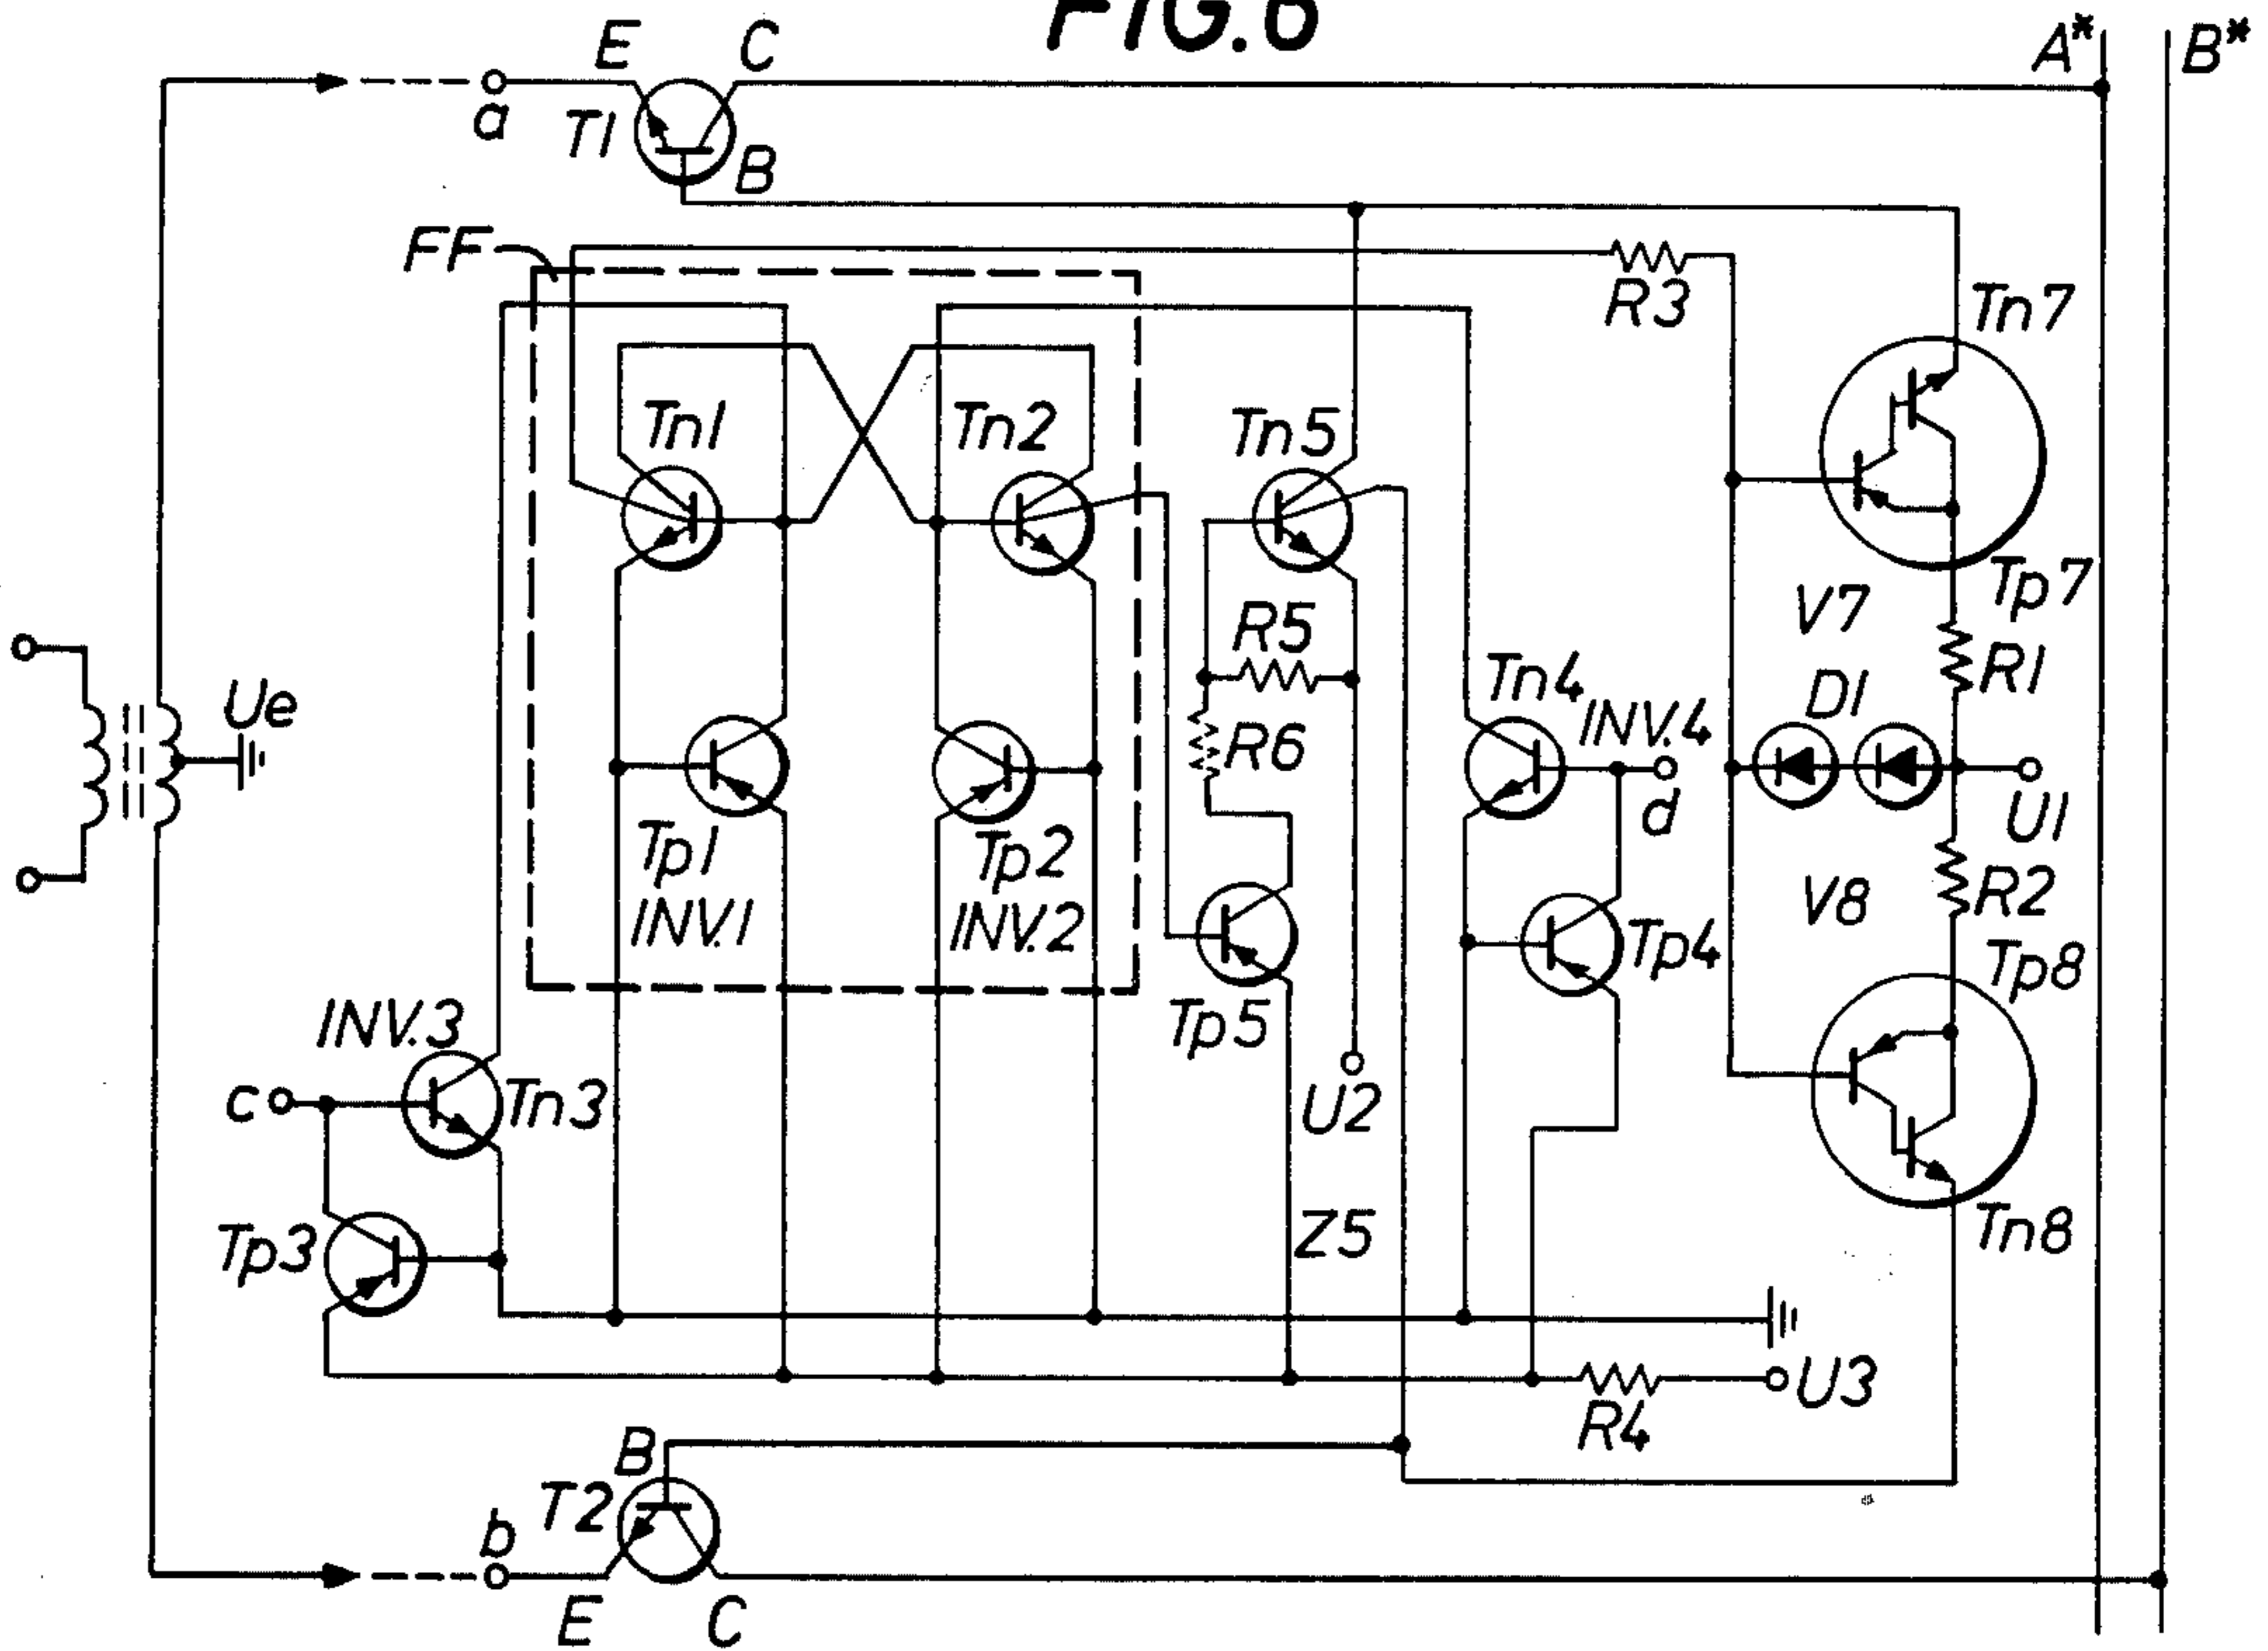 FIG.6
E
C
A*
B*
a
T1
B
FF
R3
Tn7
Tn1
Tn2
Tn5
Tp7
V7
R5
R1
Tn4
INV.4
D1
Ue
R6
d
U1
Tp1
Tp2
V8
R2
INV.1
INV.2
Tp4
Tp8
INV.3
Tp5
c
Tn3
U2
Tp3
Z5
Tn8
U3
R4
B
T2
b
E
C